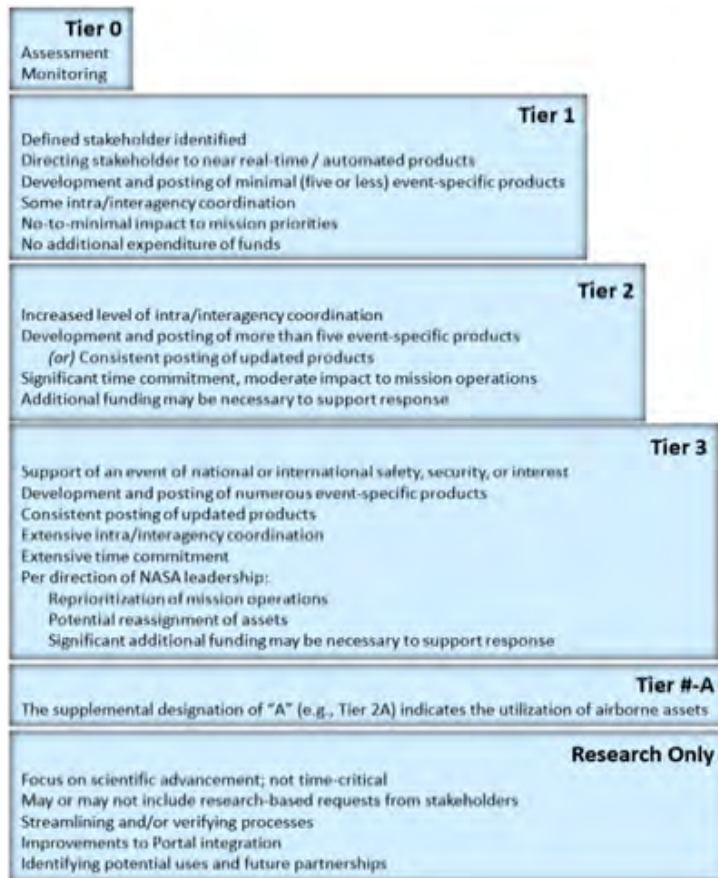 Tier 0
Assessment
Monitoring
Tier 1
Defined stakeholder identified
Directing stakeholder to near real-time / automated products
Development and posting of minimal (five or less) event-specific products
Some intra/interagency coordination
No-to-minimal impact to mission priorities
No additional expenditure of funds
Tier 2
Increased level of intra/interagency coordination
Development and posting of more than five event-specific products
(or) Consistent posting of updated products
Significant time commitment, moderate impact to mission operations
Additional funding may be necessary to support response
Tier 3
Support of an event of national or international safety, security, or interest
Development and posting of numerous event-specific products
Consistent posting of updated products
Extensive intra/interagency coordination
Extensive time commitment
Per direction of NASA leadership:
Reprioritization of mission operations
Potential reassignment of assets
Significant additional funding may be necessary to support response
Tier #-A
The supplemental designation of "A" (e.g., Tier 2A) indicates the utilization of airborne assets
Research Only
Focus on scientific advancement; not time-critical
May or may not include research-based requests from stakeholders
Streamlining and/or verifying processes
Improvements to Portal integration
Identifying potential uses and future partnerships